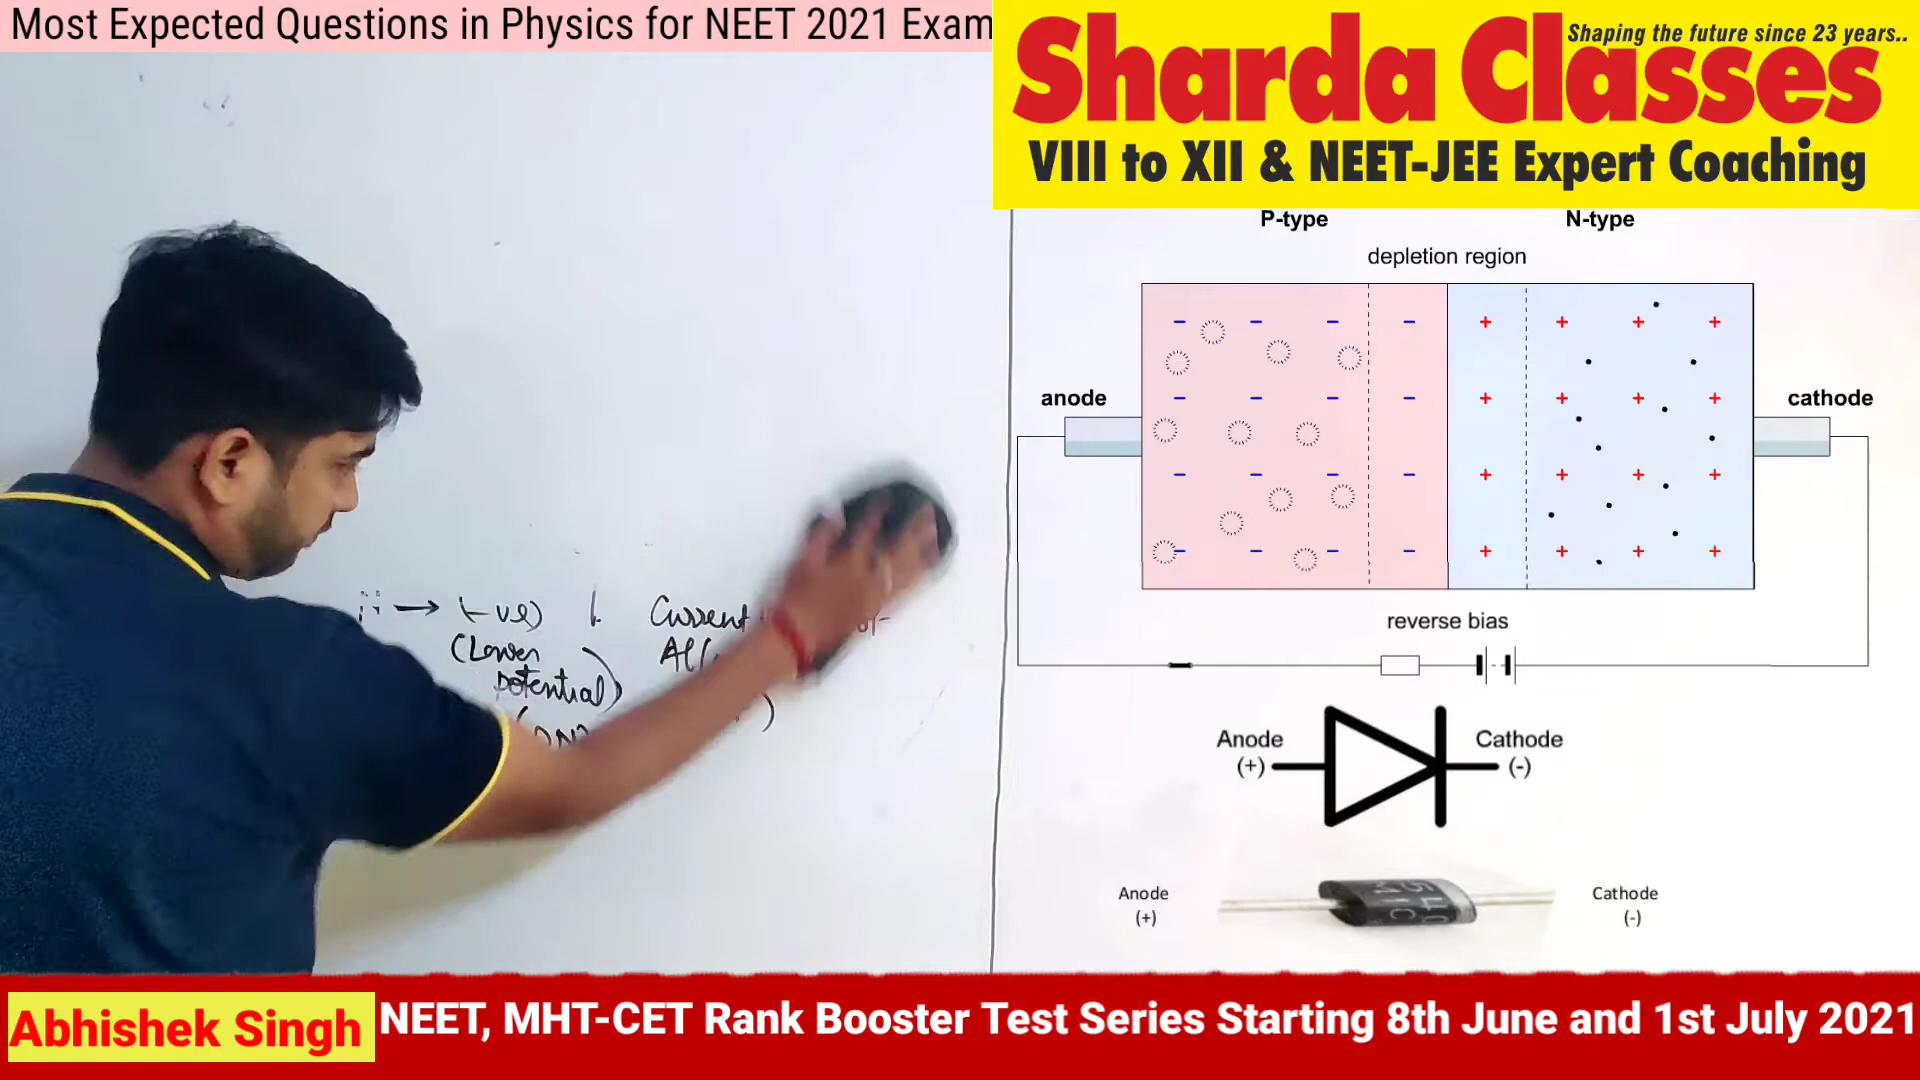 Most Expected Questions in Physics for NEET 2021 Exam
Shaping the future since 23 years..
Sharda Classes
VIII to XII & NEET-JEE Expert Coaching
P-type
N-type
depletion region
anode
cathode
reverse bias
Anode
(+)
Cathode
(-)
Anode
(+)
Cathode
(-)
→ (-ve)
(Lower
potential)
Current
Abhishek Singh
NEET, MHT-CET Rank Booster Test Series Starting 8th June and 1st July 2021